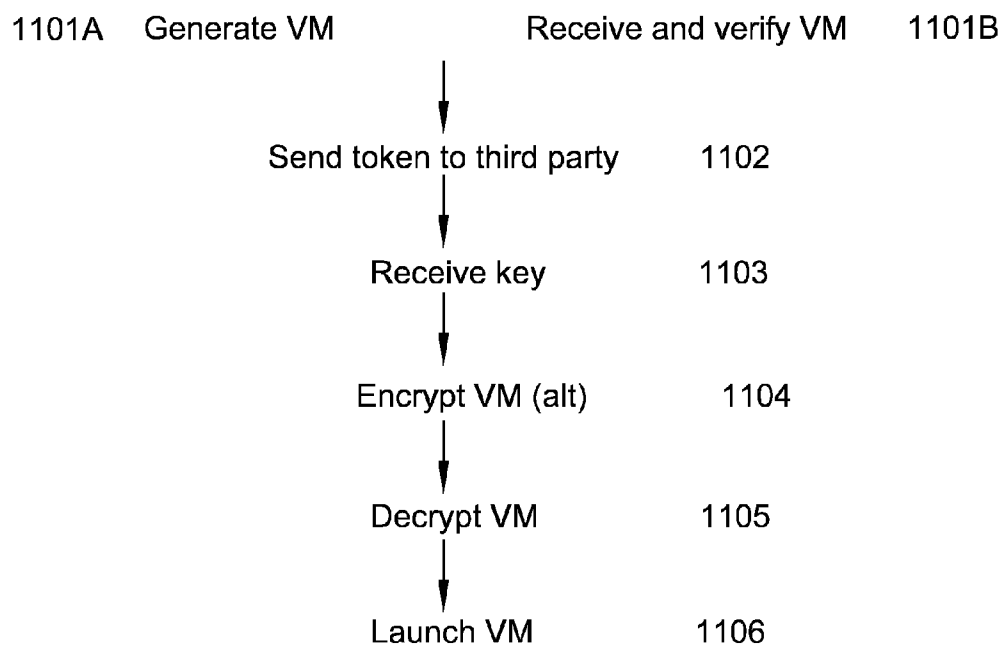 1101A Generate VM Receive and verify VM 1101B
Send token to third party 1102
Receive key 1103
Encrypt VM (alt) 1104
Decrypt VM 1105
Launch VM 1106